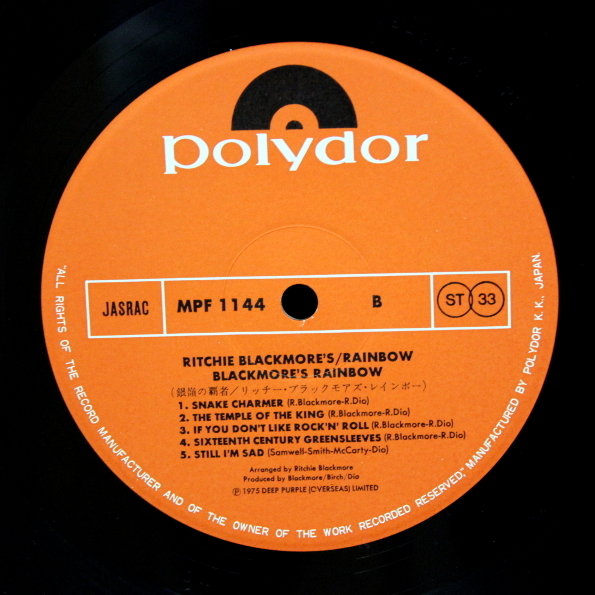 polydor
JASRAC
MPF 1144
B
ST 33
RITCHIE BLACKMORE'S/RAINBOW
BLACKMORE'S RAINBOW
(銀嶺の覇者/リッチー・ブラックモアズ・レインボー)
1. SNAKE CHARMER (R.Blackmore-R.Dio)
2. THE TEMPLE OF THE KING (R.Blackmore-R.Dio)
3. IF YOU DON'T LIKE ROCK'N' ROLL (R.Blackmore-R.Dio)
4. SIXTEENTH CENTURY GREENSLEEVES (R.Blackmore-R.Dio)
5. STILL I'M SAD (Samwell-Smith-McCarty-Dio)
Arranged by Ritchie Blackmore
Produced by Blackmore/Birch/Dio
Ⓟ 1975 DEEP PURPLE (OVERSEAS) LIMITED
"ALL RIGHTS OF THE RECORD MANUFACTURER AND OF THE OWNER OF THE WORK RECORDED RESERVED," MANUFACTURED BY POLYDOR K.K., JAPAN.